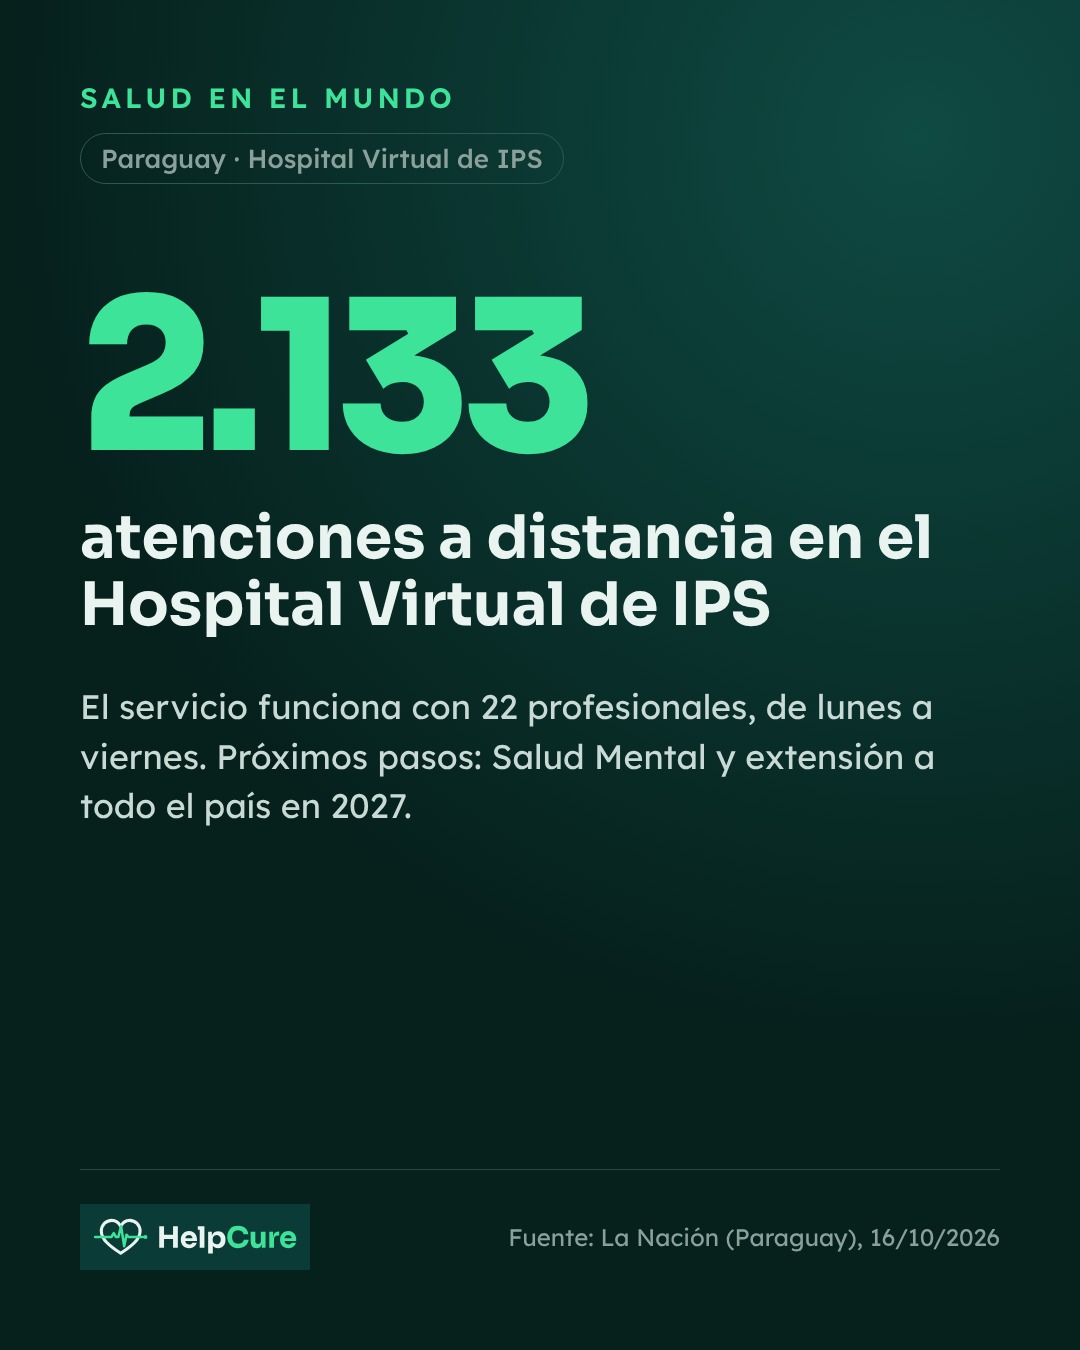 SALUD EN EL MUNDO
Paraguay · Hospital Virtual de IPS
2.133
atenciones a distancia en el
Hospital Virtual de IPS
El servicio funciona con 22 profesionales, de lunes a
viernes. Próximos pasos: Salud Mental y extensión a
todo el país en 2027.
HelpCure
Fuente: La Nación (Paraguay), 16/10/2026